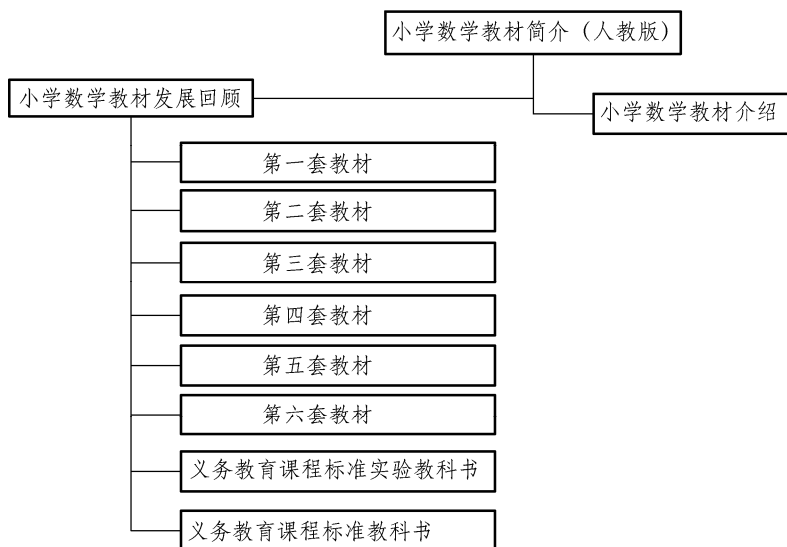 小学数学教材简介（人教版）
小学数学教材发展回顾
小学数学教材介绍
第一套教材
第二套教材
第三套教材
第四套教材
第五套教材
第六套教材
义务教育课程标准实验教科书
义务教育课程标准教科书